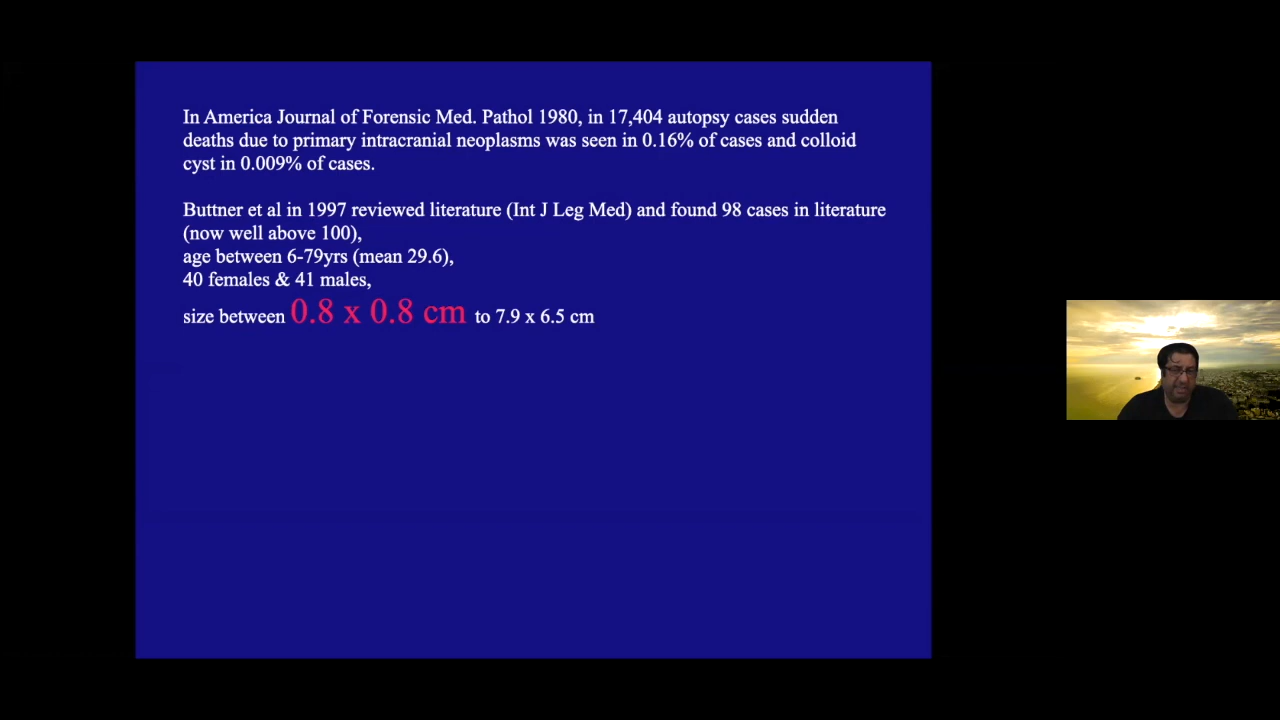 In America Journal of Forensic Med. Pathol 1980, in 17,404 autopsy cases sudden
deaths due to primary intracranial neoplasms was seen in 0.16% of cases and colloid
cyst in 0.009% of cases.
Buttner et al in 1997 reviewed literature (Int J Leg Med) and found 98 cases in literature
(now well above 100),
age between 6-79yrs (mean 29.6),
40 females & 41 males,
size between 0.8 x 0.8 cm to 7.9 x 6.5 cm